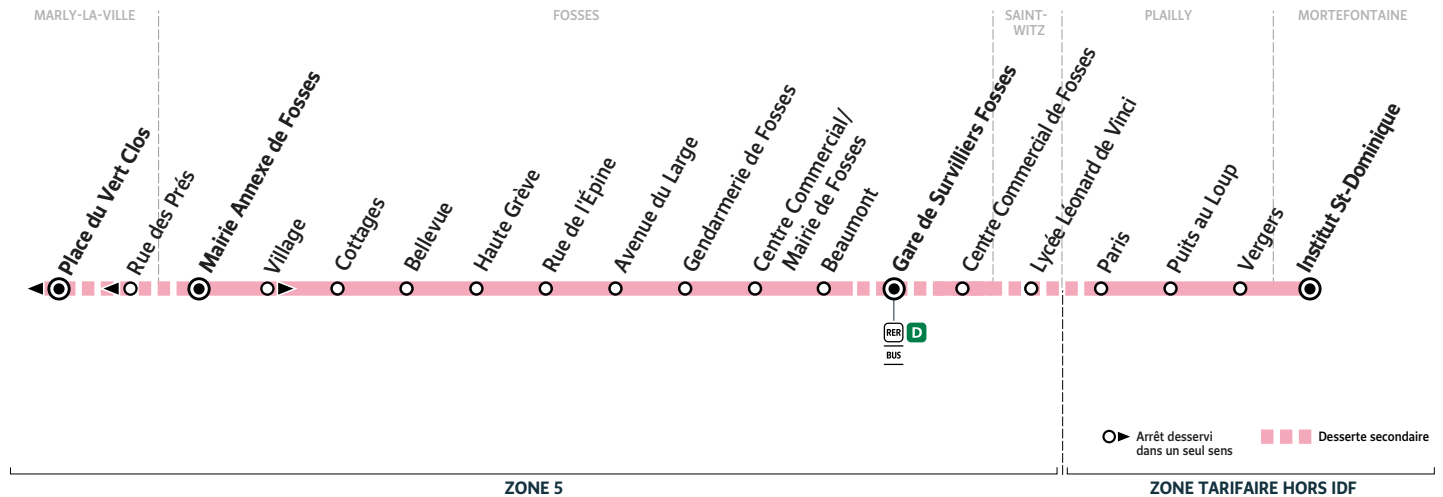 MARLY-LA-VILLE
FOSSES
SAINT-
WITZ
PLAILLY
MORTEFONTAINE
Place du Vert Clos
Rue des Prés
Mairie Annexe de Fosses
Village
Cottages
Bellevue
Haute Grève
Rue de l'Épine
Avenue du Large
Gendarmerie de Fosses
Centre Commercial/
Mairie de Fosses
Beaumont
Gare de Survilliers Fosses
Centre Commercial de Fosses
Lycée Léonard de Vinci
Paris
Puits au Loup
Vergers
Institut St-Dominique
RER D
BUS
Arrêt desservi
dans un seul sens
Desserte secondaire
ZONE 5
ZONE TARIFAIRE HORS IDF